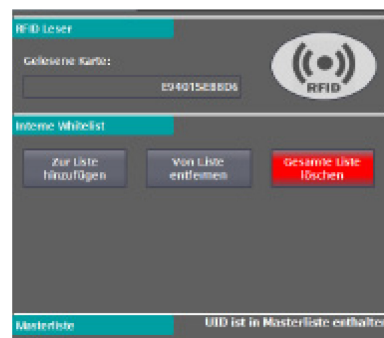 RFID Leser
Gelesene Karte:
RFID
Interne Whitelist
Zur Liste
hinzufügen
Von Liste
entfernen
Gesamte Liste
löschen
Masterliste
UID ist in Masterliste enthalten